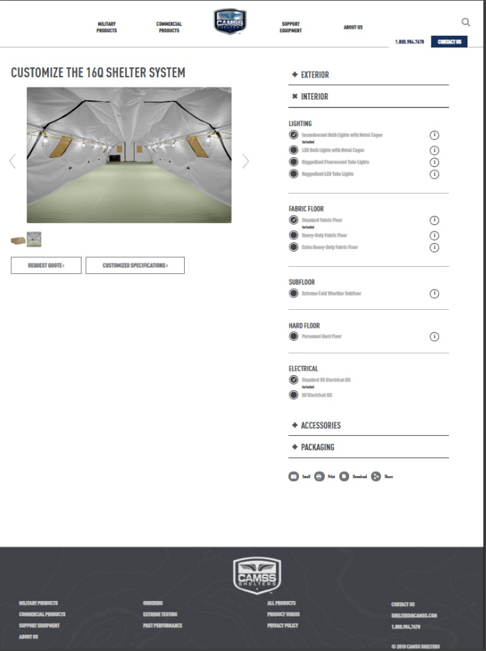 MILITARY
PRODUCTS
COMMERCIAL
PRODUCTS
CAMSS
SHELTERS
SUPPORT
EQUIPMENT
ABOUT US
1.800.984.7678
CONTACT US
CUSTOMIZE THE 16Q SHELTER SYSTEM
REQUEST QUOTE ›
CUSTOMIZED SPECIFICATIONS ›
EXTERIOR
INTERIOR
LIGHTING
Incandescent Bulb Lights with Metal Cages
Included
LED Bulb Lights with Metal Cages
Ruggedized Fluorescent Tube Lights
Ruggedized LED Tube Lights
FABRIC FLOOR
Standard Fabric Floor
Included
Heavy-Duty Fabric Floor
Extra Heavy-Duty Fabric Floor
SUBFLOOR
Extreme Cold Weather Subfloor
HARD FLOOR
Permanent Hard Floor
ELECTRICAL
Standard US Electrical Kit
Included
EU Electrical Kit
ACCESSORIES
PACKAGING
Email
Print
Download
Share
CAMSS
SHELTERS
MILITARY PRODUCTS
COMMERCIAL PRODUCTS
SUPPORT EQUIPMENT
ABOUT US
ORDERING
EXTREME TESTING
PAST PERFORMANCE
ALL PRODUCTS
PRODUCT VIDEOS
PRIVACY POLICY
CONTACT US
SHELTERS@CAMSS.COM
1.800.984.7678
© 2018 CAMSS SHELTERS